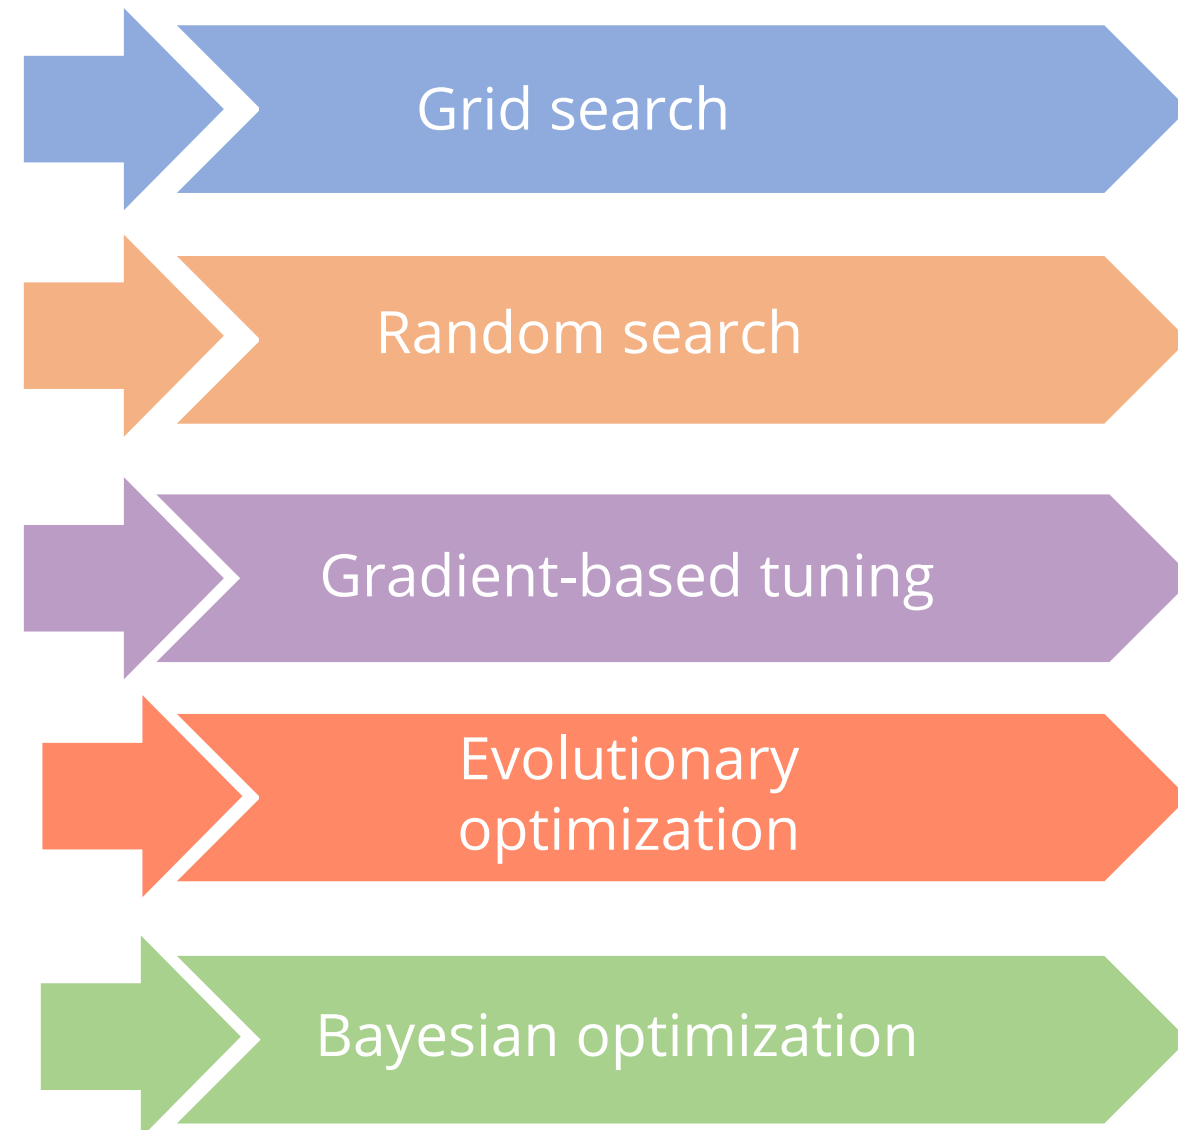 Grid search
Random search
Gradient-based tuning
Evolutionary
optimization
Bayesian optimization